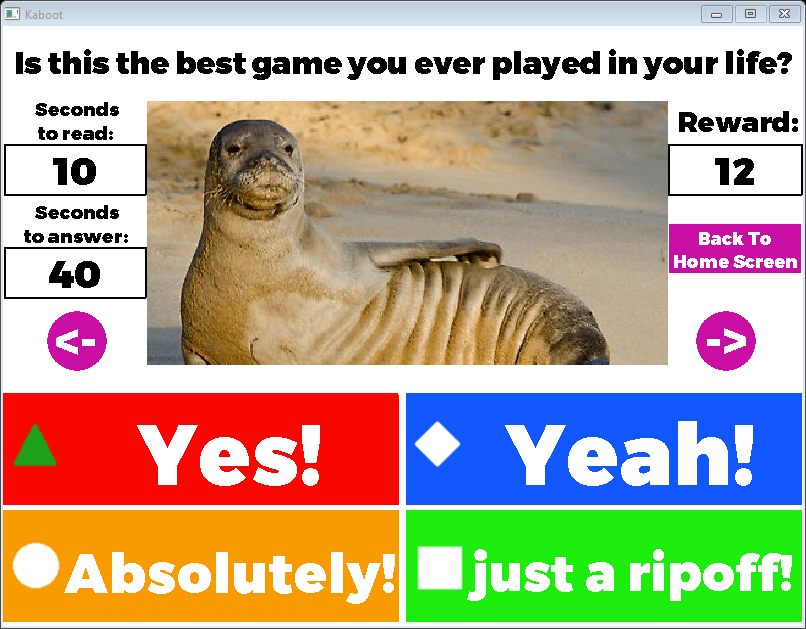 Kaboot
Is this the best game you ever played in your life?
Seconds
to read:
10
Seconds
to answer:
40
<-
Reward:
12
Back To
Home Screen
->
Yes!
Yeah!
Absolutely!
just a ripoff!